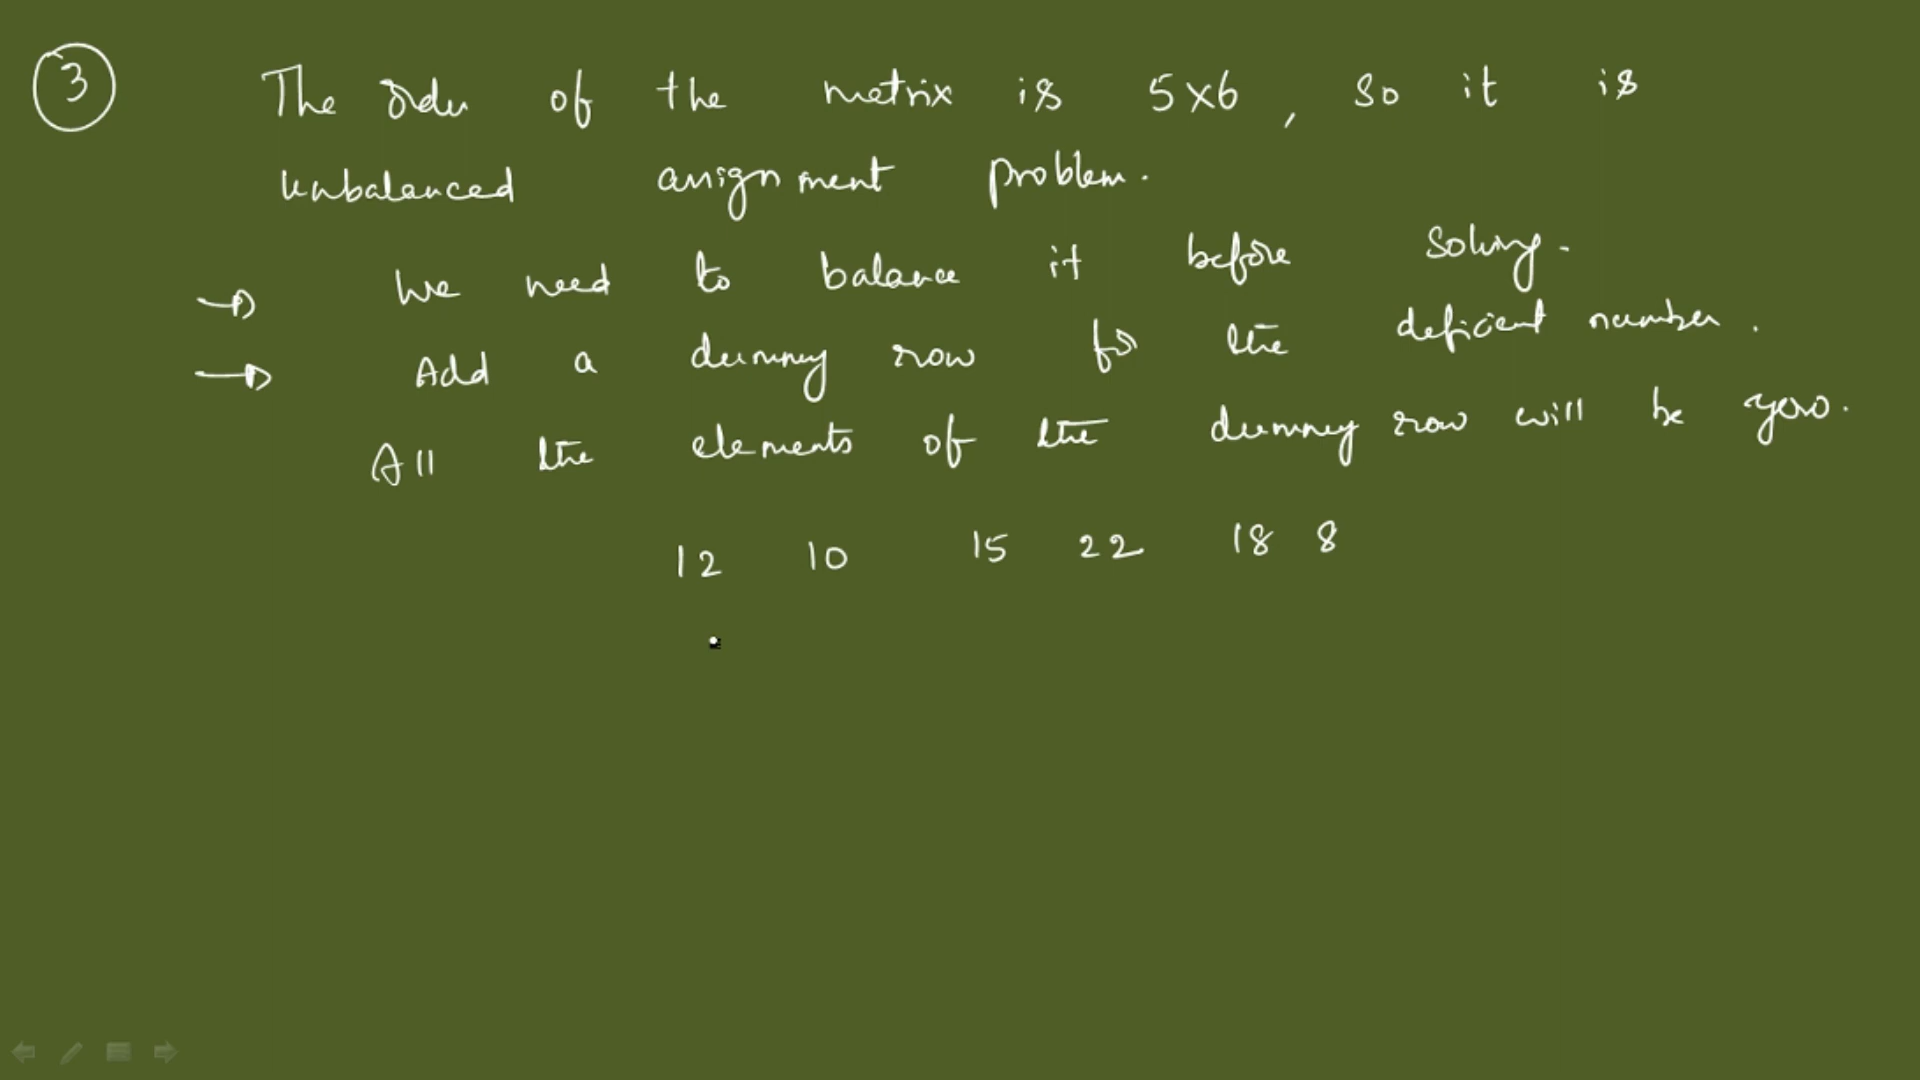 3 The order of the matrix is 5x6, so it is
unbalanced assignment problem.
We need to balance it before solving.
Add a dummy row for the deficient number.
All the elements of the dummy row will be zero.
12 10 15 22 18 8